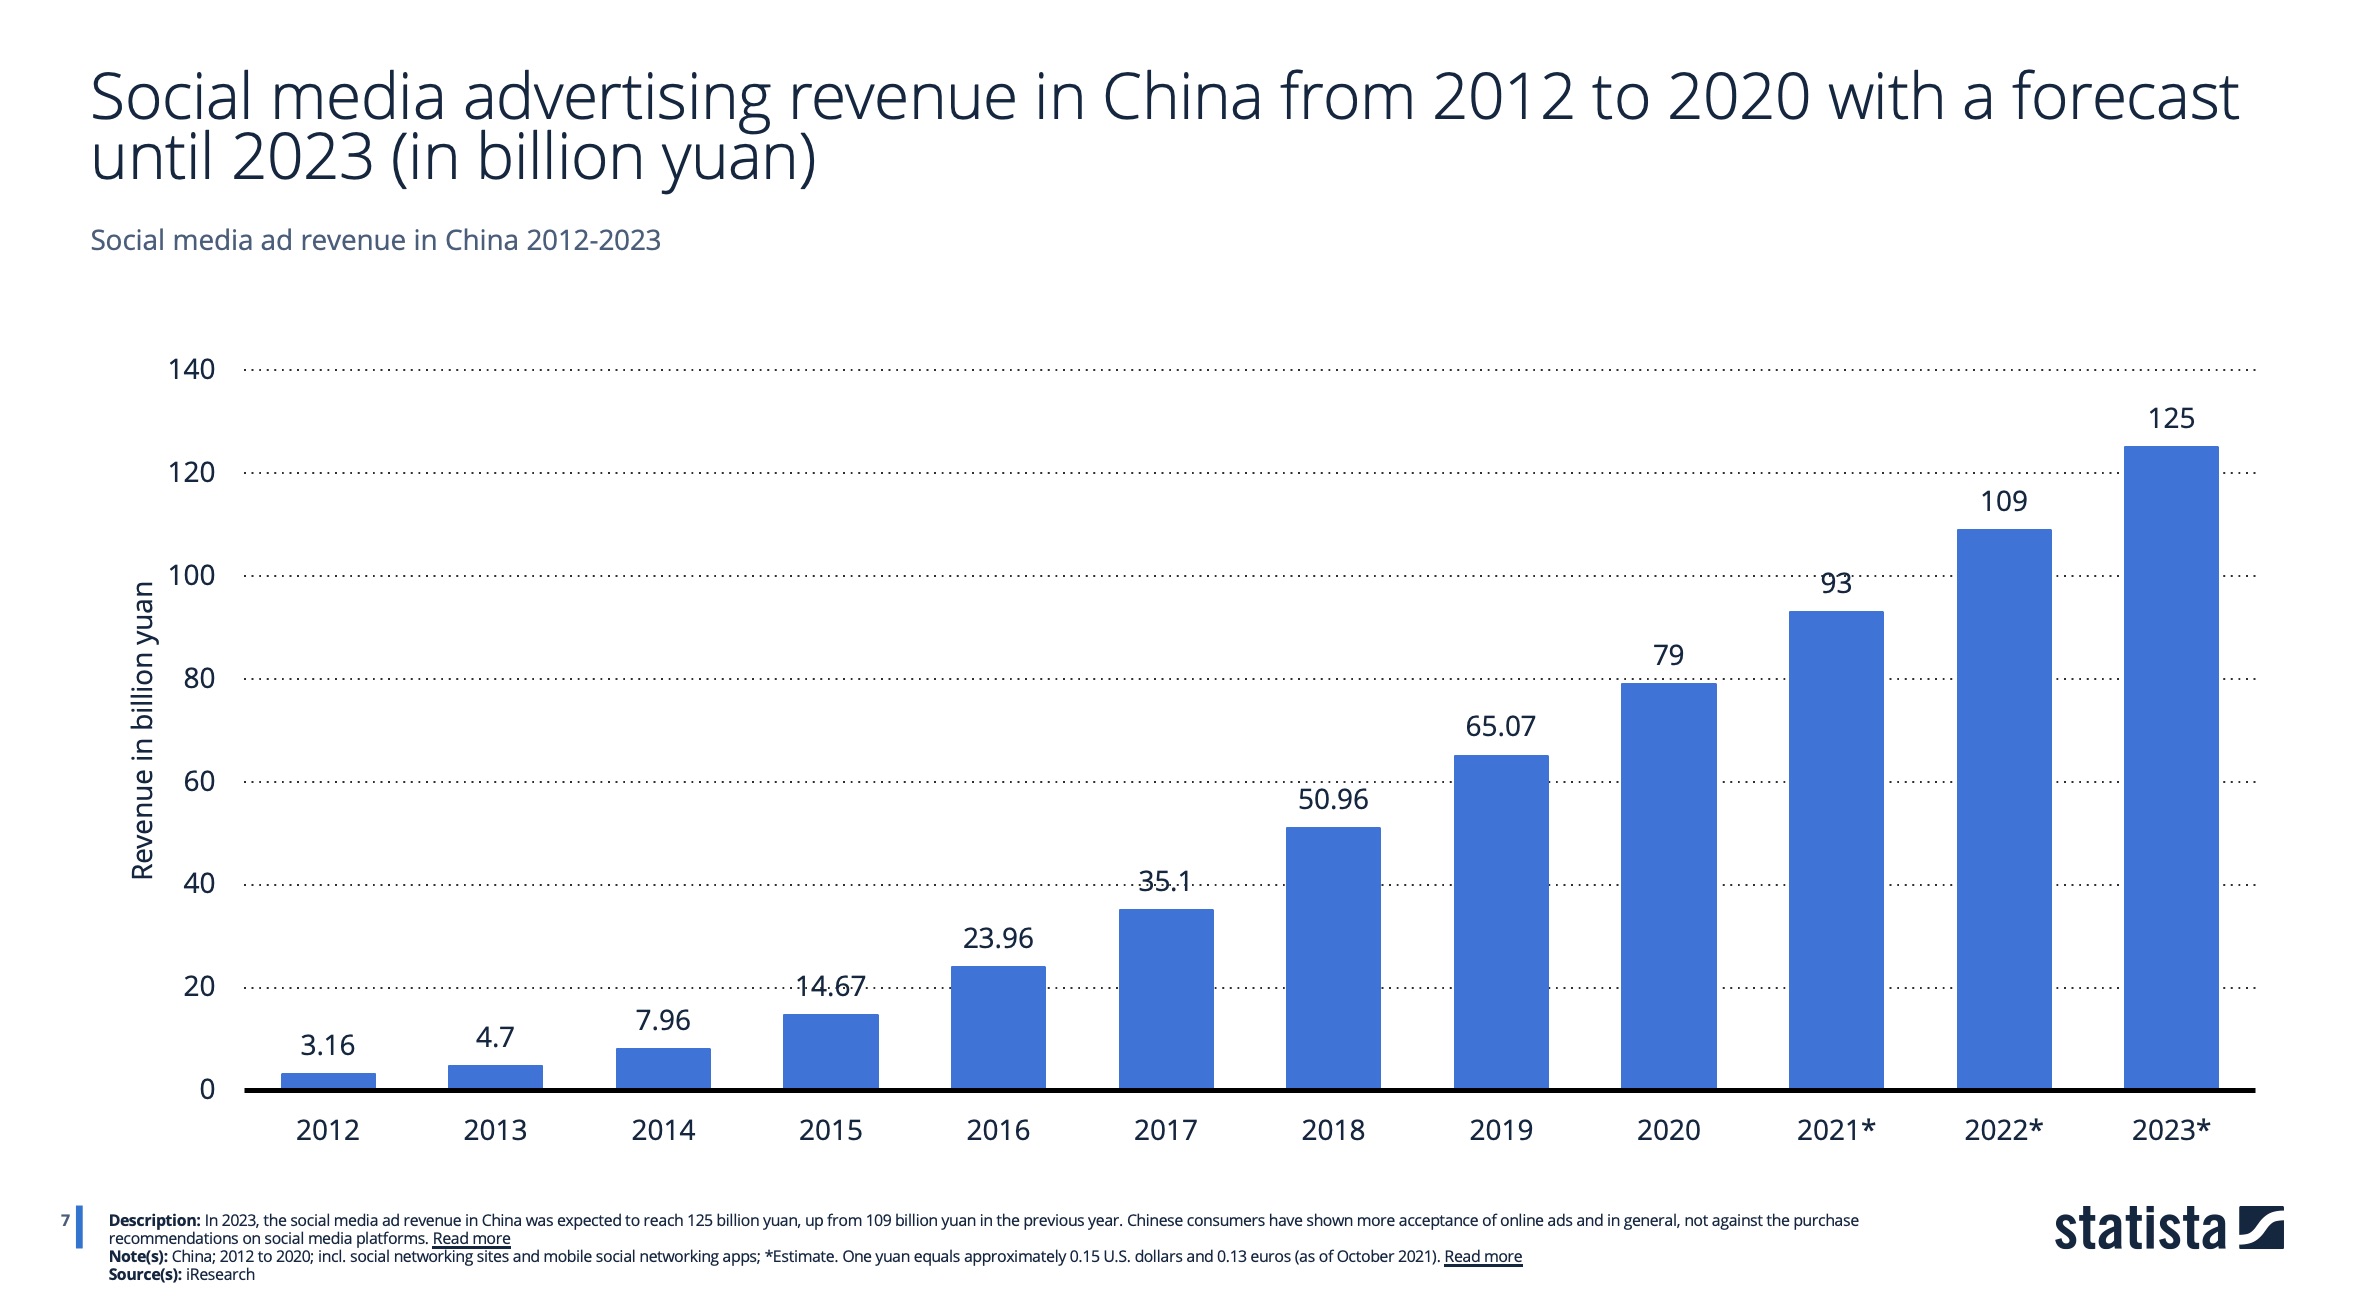 Social media advertising revenue in China from 2012 to 2020 with a forecast
until 2023 (in billion yuan)
Social media ad revenue in China 2012-2023
Revenue in billion yuan
140
120
100
80
60
40
20
0
3.16
4.7
7.96
14.67
23.96
35.1
50.96
65.07
79
93
109
125
2012 2013 2014 2015 2016 2017 2018 2019 2020 2021* 2022* 2023*
7
Description: In 2023, the social media ad revenue in China was expected to reach 125 billion yuan, up from 109 billion yuan in the previous year. Chinese consumers have shown more acceptance of online ads and in general, not against the purchase
recommendations on social media platforms. Read more
Note(s): China; 2012 to 2020; incl. social networking sites and mobile social networking apps; *Estimate. One yuan equals approximately 0.15 U.S. dollars and 0.13 euros (as of October 2021). Read more
Source(s): iResearch
statista